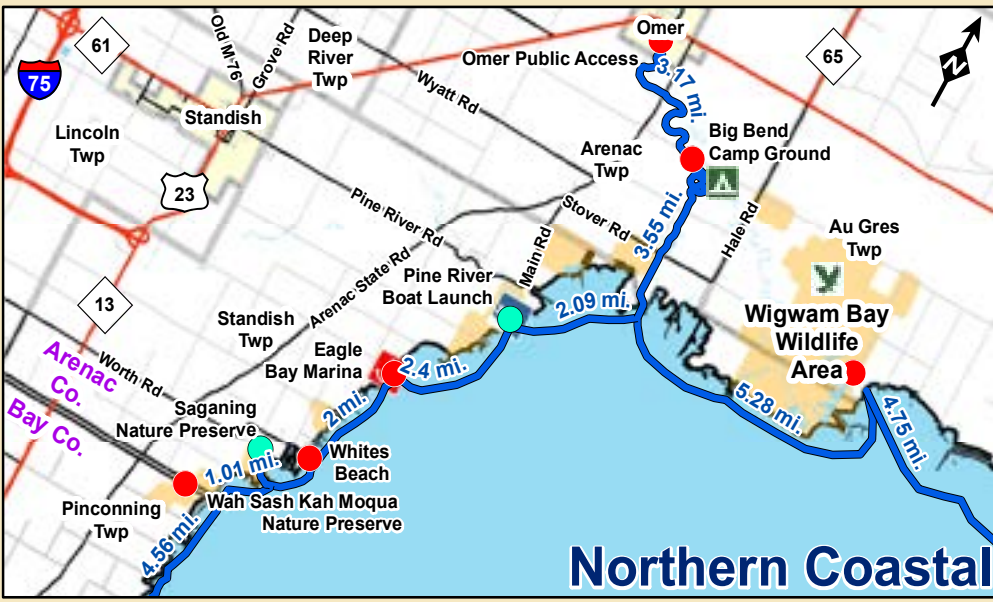 61
Old M-76
Grove Rd
Deep
River
Twp
Omer
Omer Public Access
65
N
75
Wyatt Rd
3.17 mi.
Standish
Lincoln
Twp
Big Bend
Camp Ground
Arenac
Twp
23
Pine River Rd
Stover Rd
3.55 mi.
Hale Rd
Au Gres
Twp
Main Rd
Arenac State Rd
Pine River
Boat Launch
2.09 mi.
13
Standish
Twp
Wigwam Bay
Wildlife
Area
Arenac
Co.
Worth Rd
Eagle
Bay Marina
2.4 mi.
5.28 mi.
4.75 mi.
Bay Co.
Saganing
Nature Preserve
2 mi.
1.01 mi.
Whites
Beach
Wah Sash Kah Moqua
Nature Preserve
Pinconning
Twp
4.56 mi.
Northern Coastal